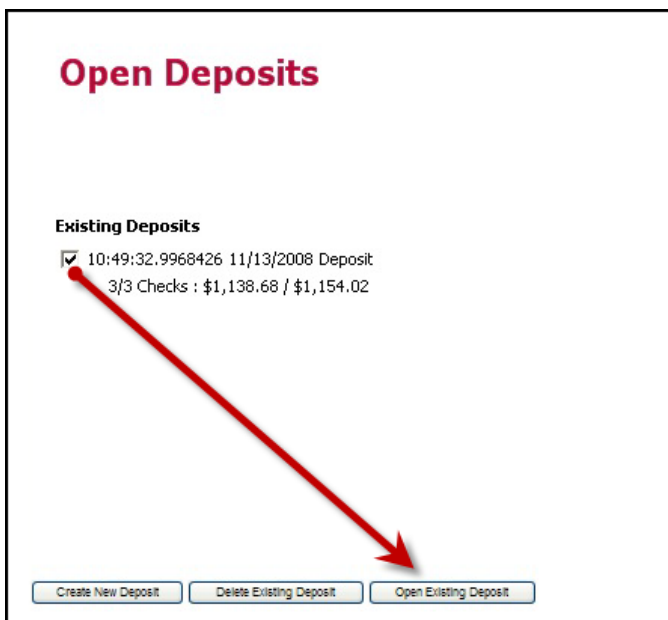 Open Deposits
Existing Deposits
10:49:32.9968426 11/13/2008 Deposit
3/3 Checks : $1,138.68 / $1,154.02
Create New Deposit
Delete Existing Deposit
Open Existing Deposit